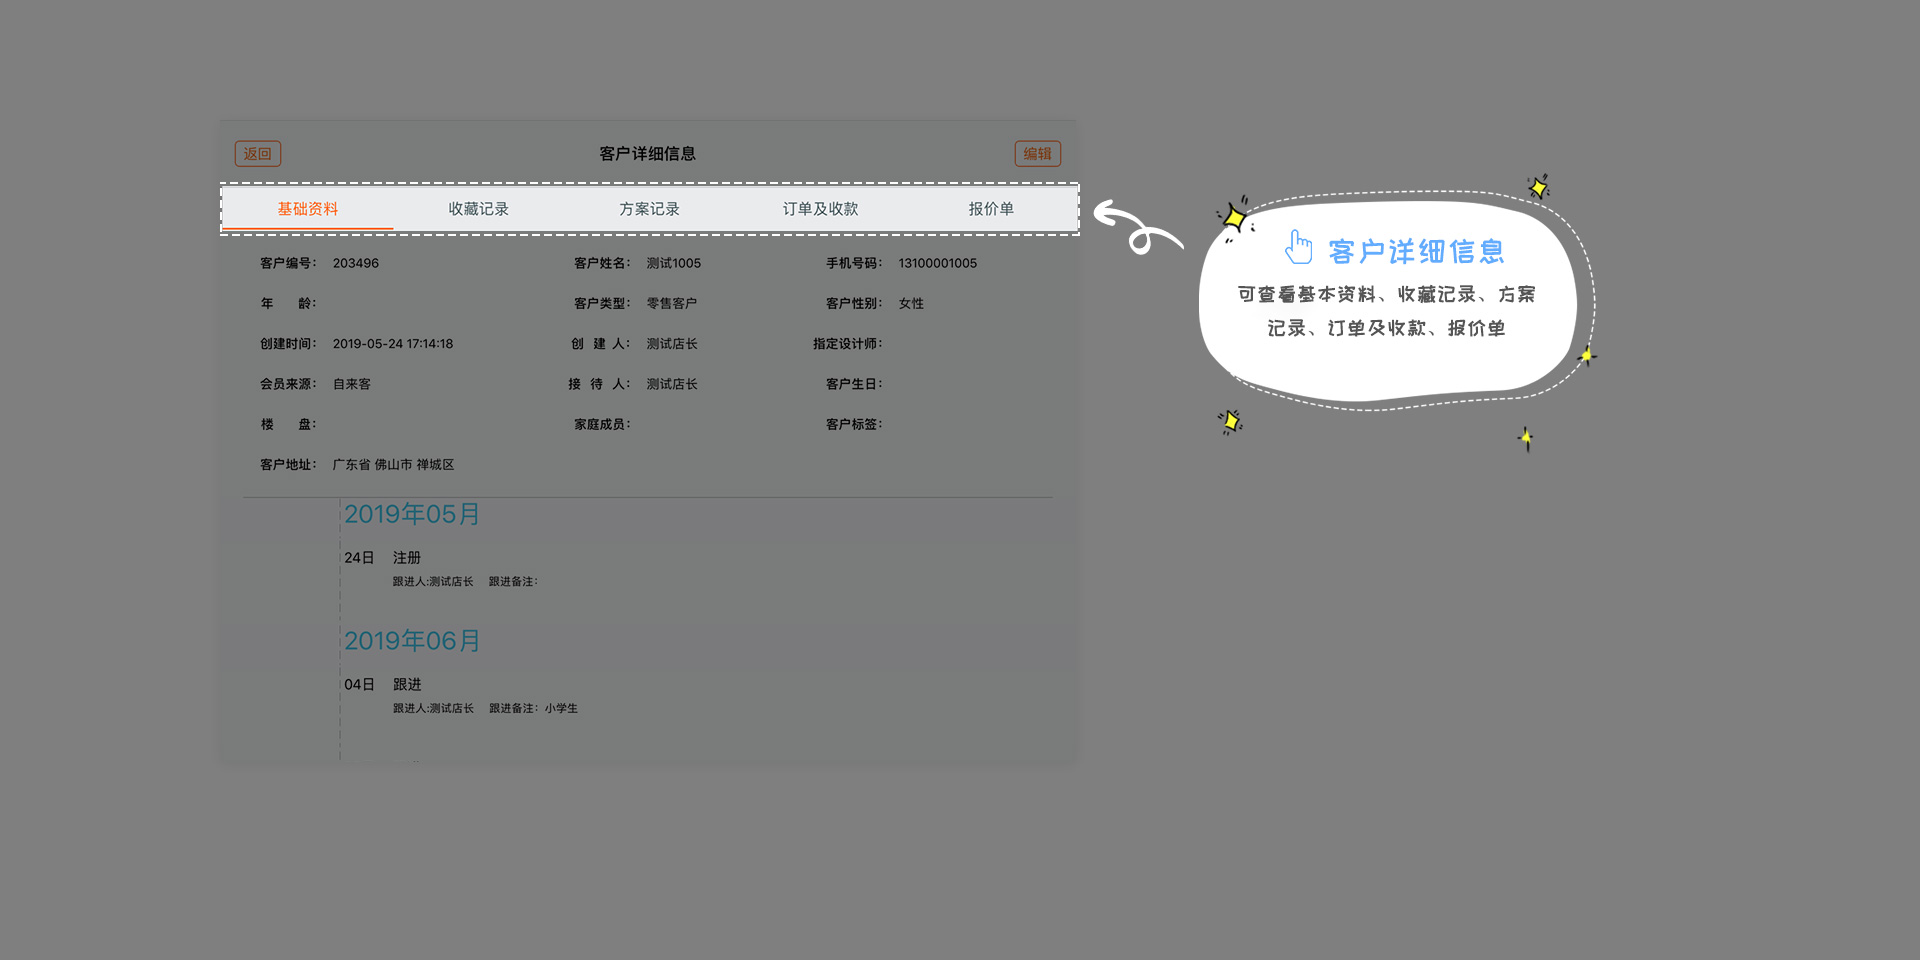 返回 客户详细信息 编辑
基础资料 收藏记录 方案记录 订单及收款 报价单
客户编号： 203496 客户姓名： 测试1005 手机号码： 13100001005
年 龄： 客户类型： 零售客户 客户性别： 女性
创建时间： 2019-05-24 17:14:18 创 建 人： 测试店长 指定设计师：
会员来源： 自来客 接 待 人： 测试店长 客户生日：
楼 盘： 家庭成员： 客户标签：
客户地址： 广东省 佛山市 禅城区
2019年05月
24日 注册
跟进人:测试店长 跟进备注：
2019年06月
04日 跟进
跟进人:测试店长 跟进备注：小学生
客户详细信息
可查看基本资料、收藏记录、方案
记录、订单及收款、报价单